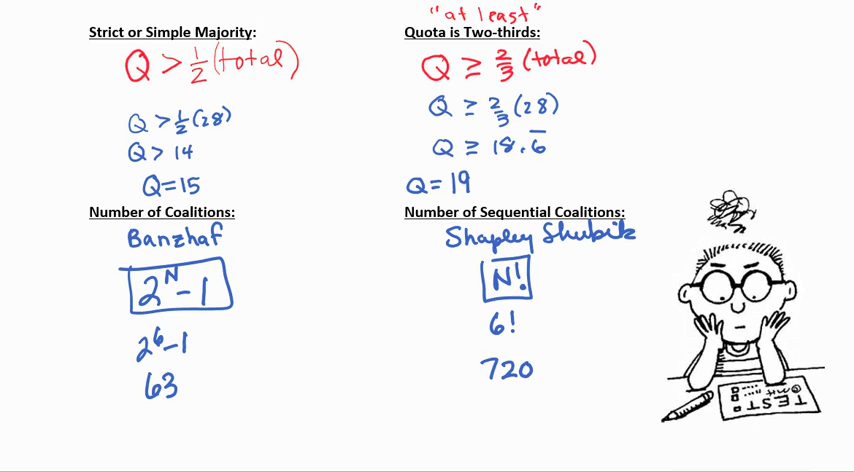 Strict or Simple Majority:
Q > 1/2 (total)
Q > 1/2 (28)
Q > 14
Q = 15
"at least"
Quota is Two-thirds:
Q ≥ 2/3 (total)
Q ≥ 2/3 (28)
Q ≥ 18.6̅
Q = 19
Number of Coalitions:
Banzhaf
2^N - 1
2^6 - 1
63
Number of Sequential Coalitions:
Shapley Shubik
N!
6!
720
TEST